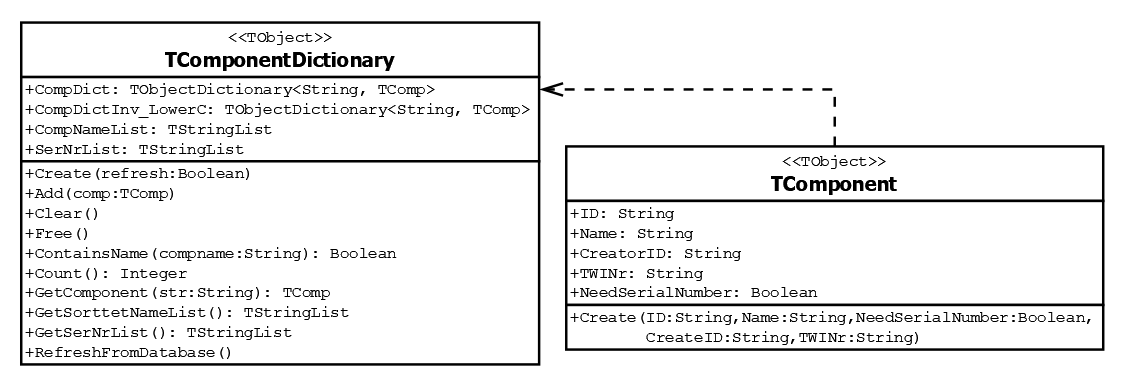 <<TObject>>
TComponentDictionary
+CompDict: TObjectDictionary<String, TComp>
+CompDictInv_LowerC: TObjectDictionary<String, TComp>
+CompNameList: TStringList
+SerNrList: TStringList
+Create(refresh:Boolean)
+Add(comp:TComp)
+Clear()
+Free()
+ContainsName(compname:String): Boolean
+Count(): Integer
+GetComponent(str:String): TComp
+GetSorttetNameList(): TStringList
+GetSerNrList(): TStringList
+RefreshFromDatabase()
<<TObject>>
TComponent
+ID: String
+Name: String
+CreatorID: String
+TWINr: String
+NeedSerialNumber: Boolean
+Create(ID:String,Name:String,NeedSerialNumber:Boolean,
CreateID:String,TWINr:String)